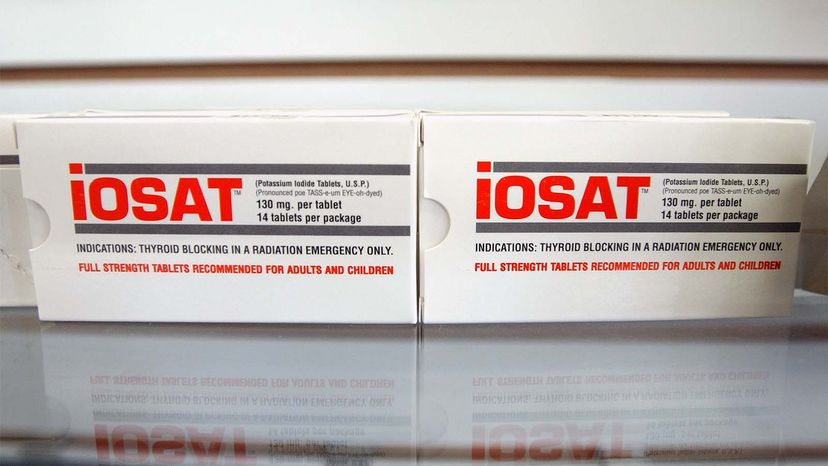 iOSAT™
(Potassium Iodide Tablets, U.S.P.)
(Pronounced poe TASS-e-um EYE-oh-dyed)
130 mg. per tablet
14 tablets per package
INDICATIONS: THYROID BLOCKING IN A RADIATION EMERGENCY ONLY.
FULL STRENGTH TABLETS RECOMMENDED FOR ADULTS AND CHILDREN
iOSAT™
(Potassium Iodide Tablets, U.S.P.)
(Pronounced poe TASS-e-um EYE-oh-dyed)
130 mg. per tablet
14 tablets per package
INDICATIONS: THYROID BLOCKING IN A RADIATION EMERGENCY ONLY.
FULL STRENGTH TABLETS RECOMMENDED FOR ADULTS AND CHILDREN